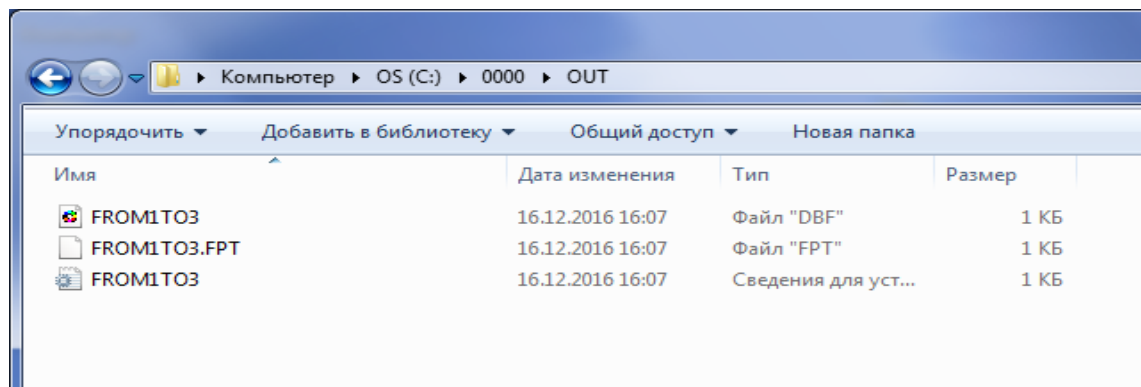 Компьютер OS (C:) 0000 OUT
Упорядочить Добавить в библиотеку Общий доступ Новая папка
Имя Дата изменения Тип Размер
FROM1TO3 16.12.2016 16:07 Файл "DBF" 1 КБ
FROM1TO3.FPT 16.12.2016 16:07 Файл "FPT" 1 КБ
FROM1TO3 16.12.2016 16:07 Сведения для уст... 1 КБ